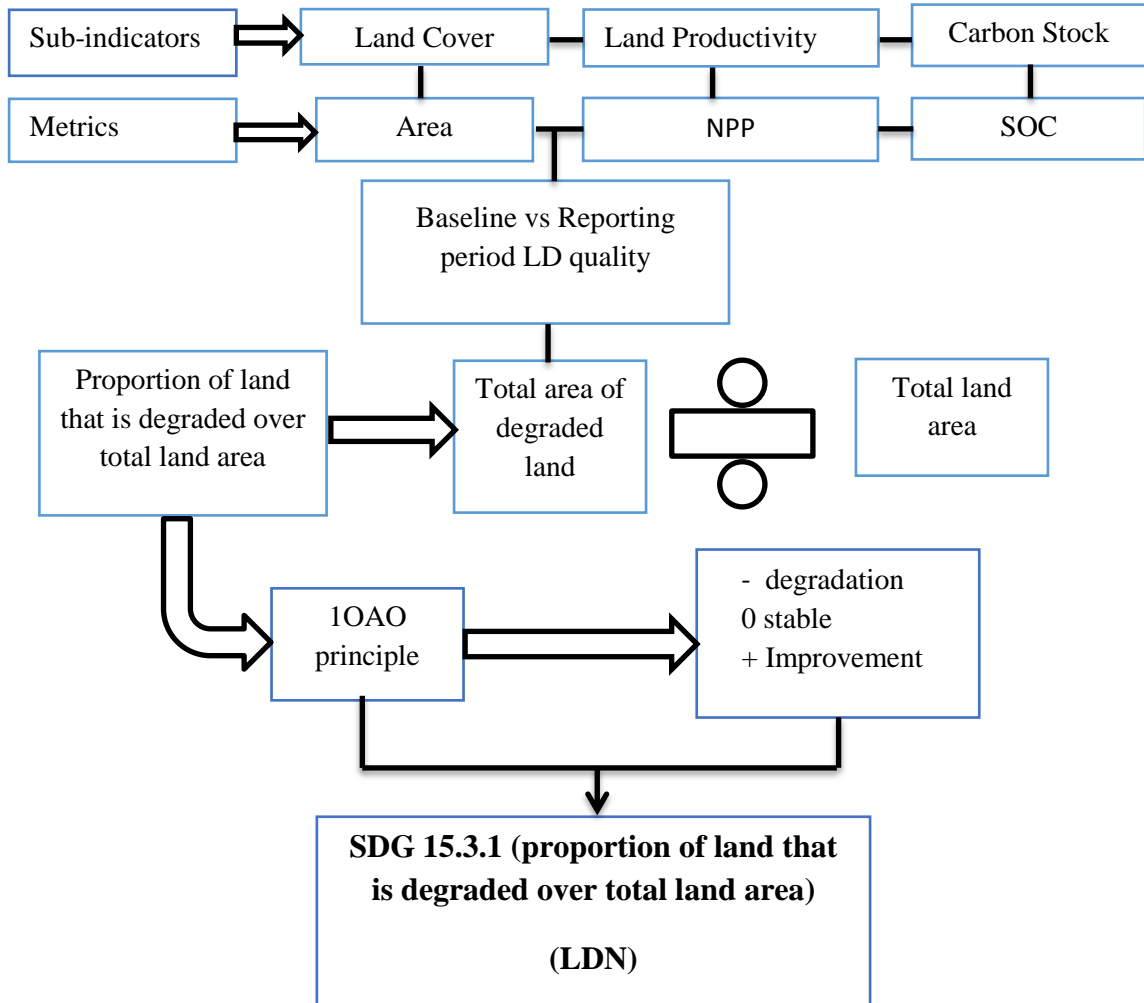 Sub-indicators
Land Cover
Land Productivity
Carbon Stock
Metrics
Area
NPP
SOC
Baseline vs Reporting
period LD quality
Proportion of land
that is degraded over
total land area
Total area of
degraded
land
Total land
area
1OAO
principle
- degradation
0 stable
+ Improvement
SDG 15.3.1 (proportion of land that
is degraded over total land area)
(LDN)